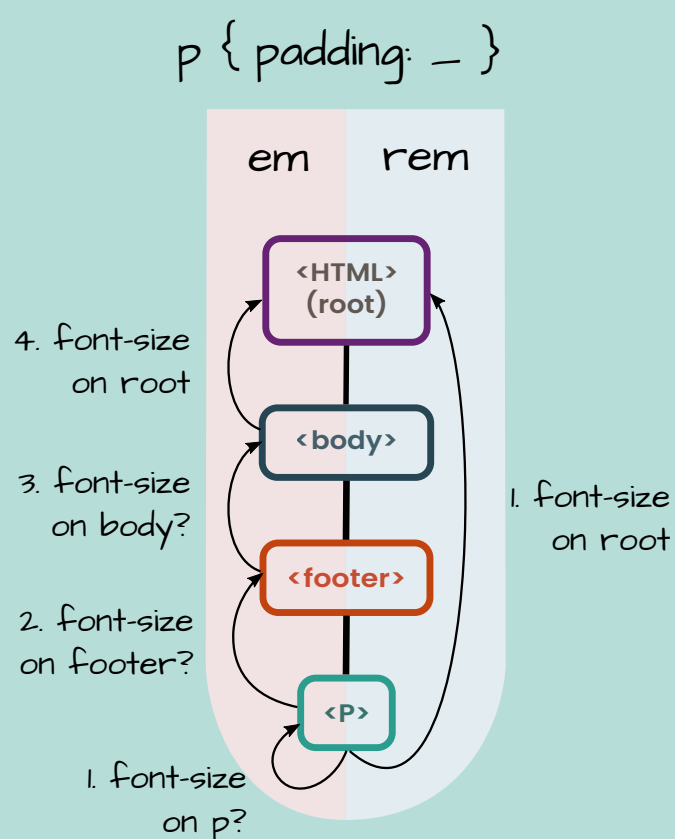 p { padding: _ }
em
rem
<HTML>
(root)
4. font-size
on root
<body>
3. font-size
on body?
1. font-size
on root
<footer>
2. font-size
on footer?
<P>
1. font-size
on p?